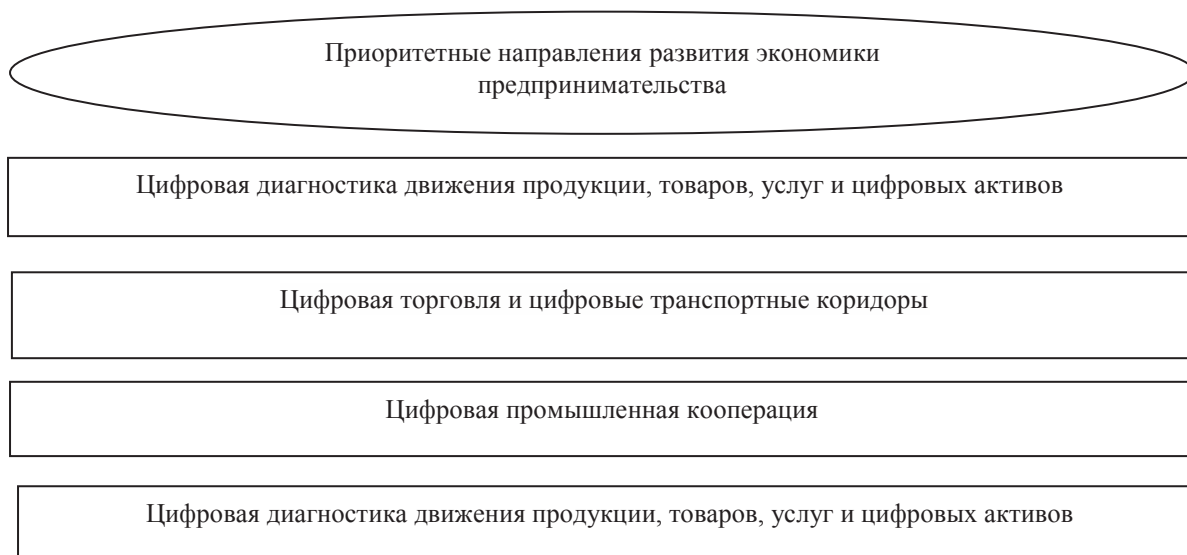 Приоритетные направления развития экономики
предпринимательства
Цифровая диагностика движения продукции, товаров, услуг и цифровых активов
Цифровая торговля и цифровые транспортные коридоры
Цифровая промышленная кооперация
Цифровая диагностика движения продукции, товаров, услуг и цифровых активов